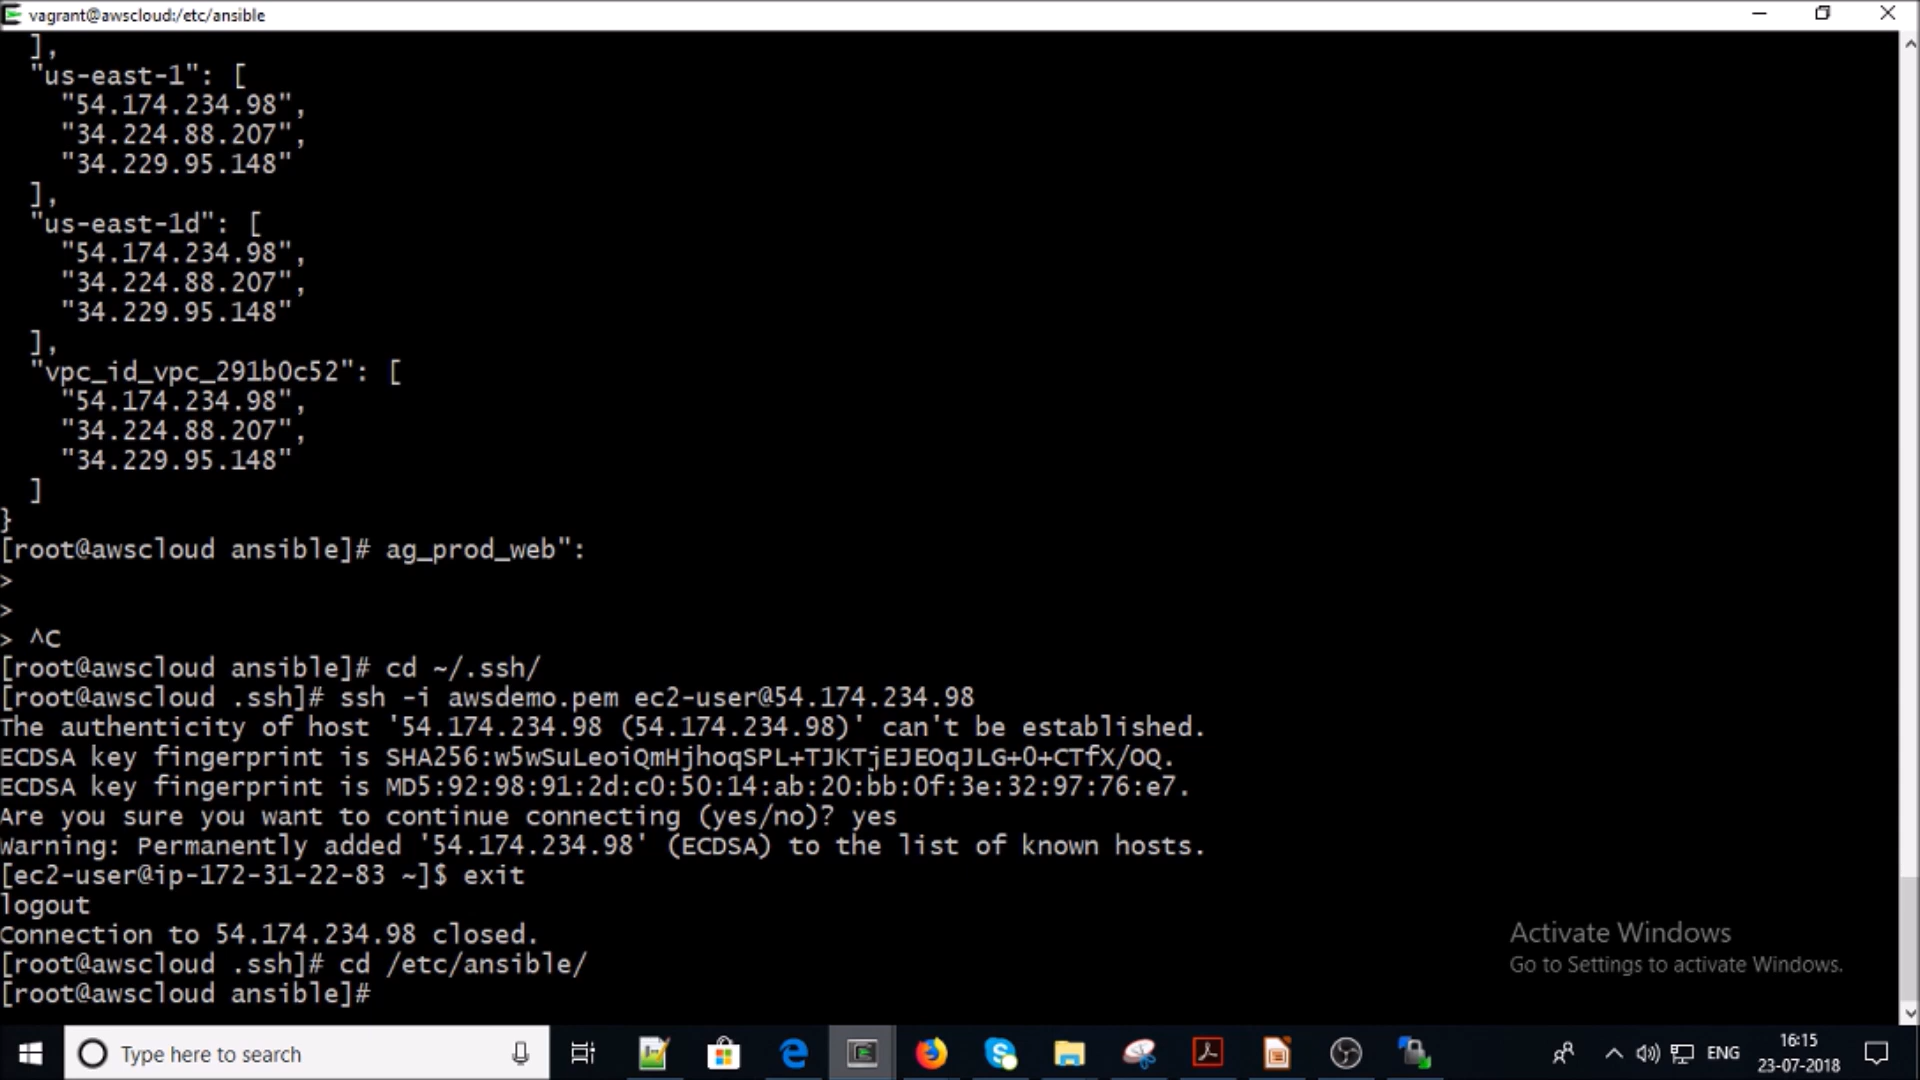 vagrant@awscloud:/etc/ansible
],
"us-east-1": [
"54.174.234.98",
"34.224.88.207",
"34.229.95.148"
],
"us-east-1d": [
"54.174.234.98",
"34.224.88.207",
"34.229.95.148"
],
"vpc_id_vpc_291b0c52": [
"54.174.234.98",
"34.224.88.207",
"34.229.95.148"
]
}
[root@awscloud ansible]# ag_prod_web":
>
>
> ^C
[root@awscloud ansible]# cd ~/.ssh/
[root@awscloud .ssh]# ssh -i awsdemo.pem ec2-user@54.174.234.98
The authenticity of host '54.174.234.98 (54.174.234.98)' can't be established.
ECDSA key fingerprint is SHA256:w5wSuLeoiQmHjhoqSPL+TJKTjEJEOqJLG+0+CTfX/OQ.
ECDSA key fingerprint is MD5:92:98:91:2d:c0:50:14:ab:20:bb:0f:3e:32:97:76:e7.
Are you sure you want to continue connecting (yes/no)? yes
Warning: Permanently added '54.174.234.98' (ECDSA) to the list of known hosts.
[ec2-user@ip-172-31-22-83 ~]$ exit
logout
Connection to 54.174.234.98 closed.
[root@awscloud .ssh]# cd /etc/ansible/
[root@awscloud ansible]#
Activate Windows
Go to Settings to activate Windows.
Type here to search
ENG
16:15
23-07-2018